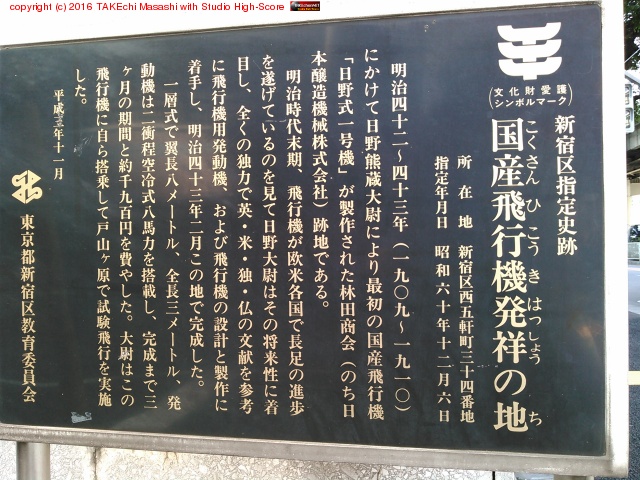 copyright (c) 2016 TAKEchi Masashi with Studio High-Score
文化財愛護
シンボルマーク
新宿区指定史跡
こくさん ひこうき はっしょう ち
国産飛行機発祥の地
所在地 新宿区西五軒町三十四番地
指定年月日 昭和六十年十二月六日
明治四十二〜四十三年(一九〇九〜一九一〇)
にかけて日野熊蔵大尉により最初の国産飛行機
「日野式一号機」が製作された林田商会(のち日
本醸造機械株式会社)跡地である。
明治時代末期、飛行機が欧米各国で長足の進歩
を遂げているのを見て日野大尉はその将来性に着
目し、全くの独力で英・米・独・仏の文献を参考
に飛行機用発動機、および飛行機の設計と製作に
着手し、明治四十三年二月この地で完成した。
一層式で翼長八メートル、全長三メートル、発
動機は二衝程空冷式八馬力を搭載し、完成まで三
ヶ月の期間と約千九百円を費やした。大尉はこの
飛行機に自ら搭乗して戸山ヶ原で試験飛行を実施
した。
平成三年十一月
東京都新宿区教育委員会